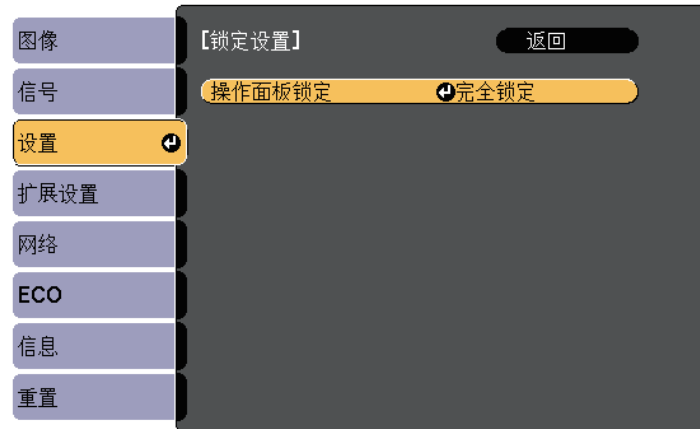 图像
信号
设置
扩展设置
网络
ECO
信息
重置
【锁定设置】
返回
操作面板锁定 完全锁定